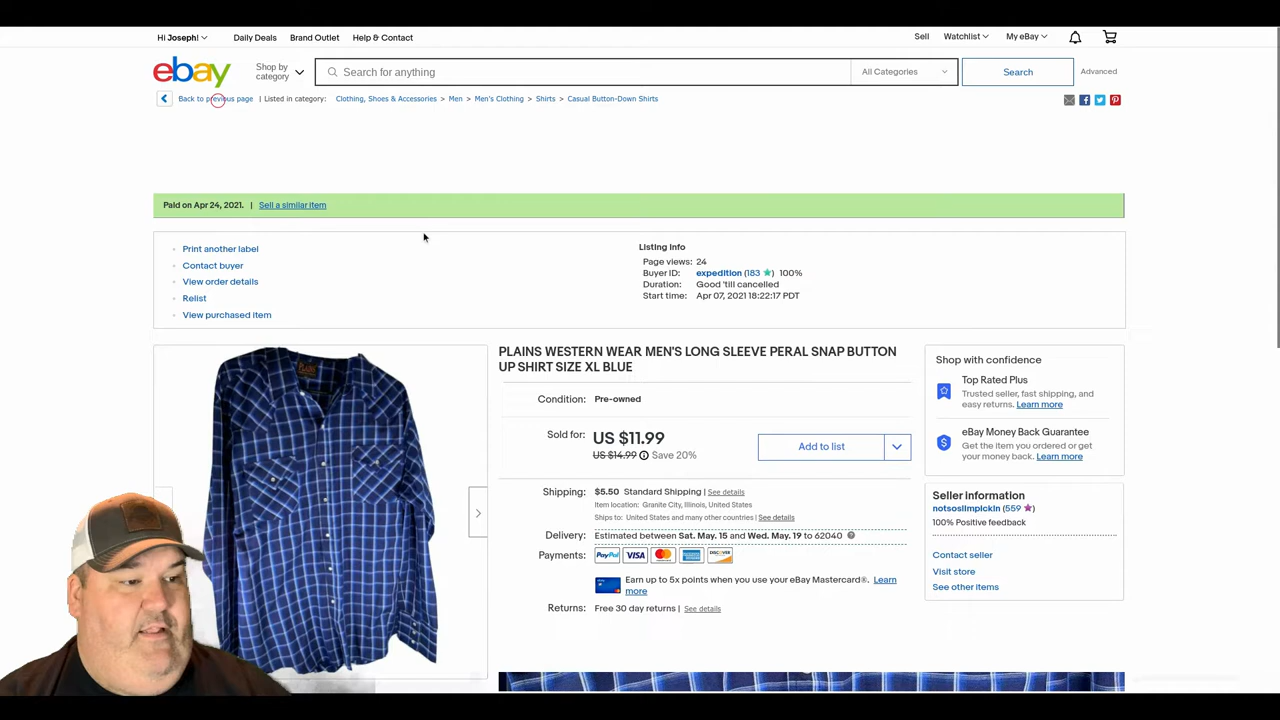 Hi Joseph!
Daily Deals
Brand Outlet
Help & Contact
Sell
Watchlist
My eBay
ebay
Shop by category
Search for anything
All Categories
Search
Advanced
Back to previous page | Listed in category: Clothing, Shoes & Accessories > Men > Men's Clothing > Shirts > Casual Button-Down Shirts
Paid on Apr 24, 2021. | Sell a similar item
Print another label
Contact buyer
View order details
Relist
View purchased item
Listing Info
Page views: 24
Buyer ID: expedition (183 ) 100%
Duration: Good 'till cancelled
Start time: Apr 07, 2021 18:22:17 PDT
PLAINS
PLAINS WESTERN WEAR MEN'S LONG SLEEVE PERAL SNAP BUTTON
UP SHIRT SIZE XL BLUE
Condition: Pre-owned
Sold for: US $11.99
US $14.99 Save 20%
Add to list
Shipping: $5.50 Standard Shipping | See details
Item location: Granite City, Illinois, United States
Ships to: United States and many other countries | See details
Delivery: Estimated between Sat. May. 15 and Wed. May. 19 to 62040
Payments: PayPal VISA DISCOVER
Earn up to 5x points when you use your eBay Mastercard®. Learn
more
Returns: Free 30 day returns | See details
Shop with confidence
Top Rated Plus
Trusted seller, fast shipping, and
easy returns. Learn more
eBay Money Back Guarantee
Get the item you ordered or get
your money back. Learn more
Seller information
notsoslimpickin (559 )
100% Positive feedback
Contact seller
Visit store
See other items